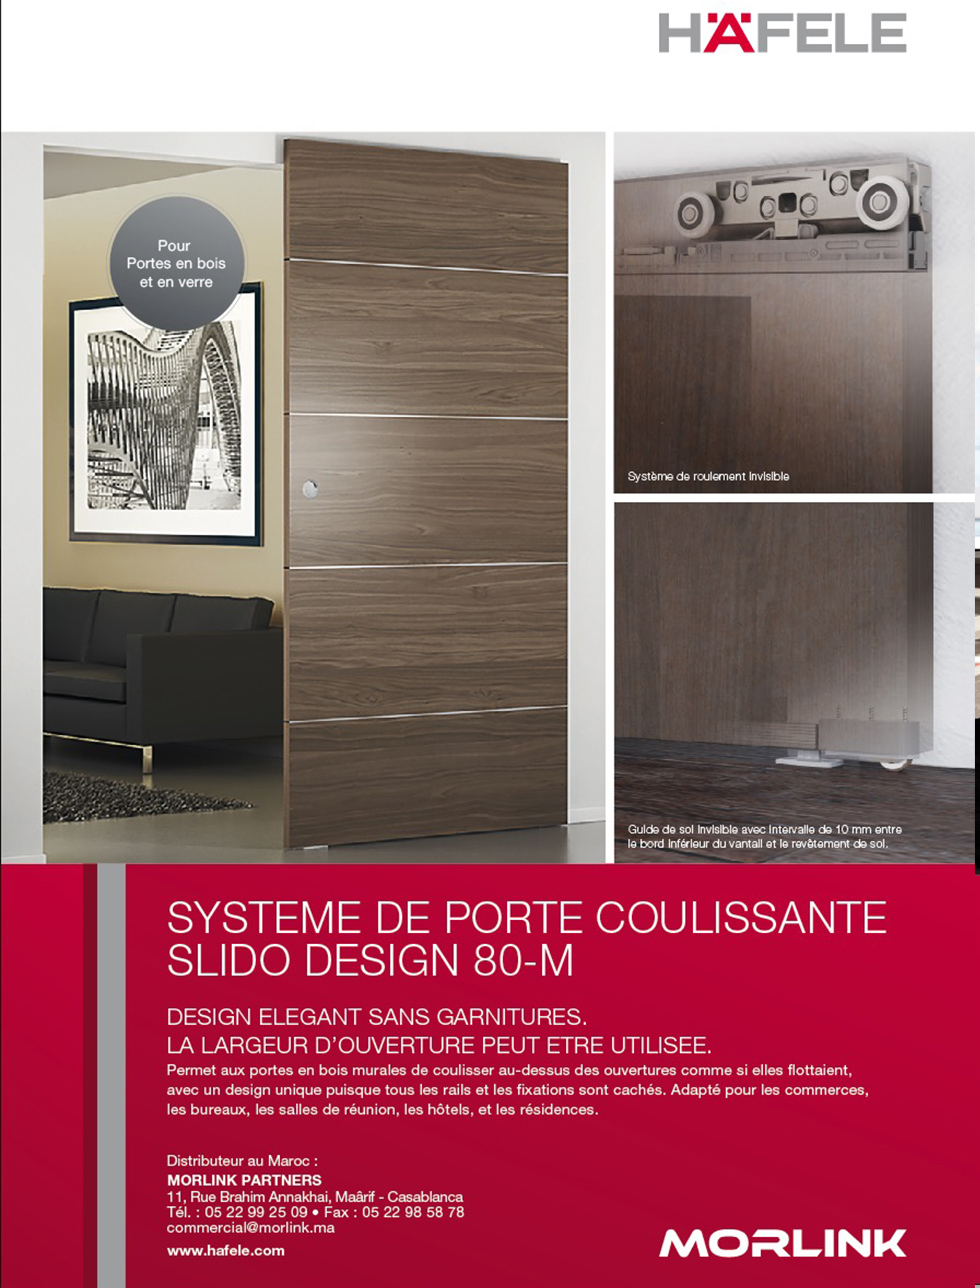 HÄFELE
Pour
Portes en bois
et en verre
Système de roulement invisible
Guide de sol invisible avec intervalle de 10 mm entre
le bord inférieur du vantail et le revêtement de sol.
SYSTEME DE PORTE COULISSANTE
SLIDO DESIGN 80-M
DESIGN ELEGANT SANS GARNITURES.
LA LARGEUR D'OUVERTURE PEUT ETRE UTILISEE.
Permet aux portes en bois murales de coulisser au-dessus des ouvertures comme si elles flottaient,
avec un design unique puisque tous les rails et les fixations sont cachés. Adapté pour les commerces,
les bureaux, les salles de réunion, les hôtels, et les résidences.
Distributeur au Maroc :
MORLINK PARTNERS
11, Rue Brahim Annakhai, Maârif - Casablanca
Tél. : 05 22 99 25 09 • Fax : 05 22 98 58 78
commercial@morlink.ma
www.hafele.com
MORLINK